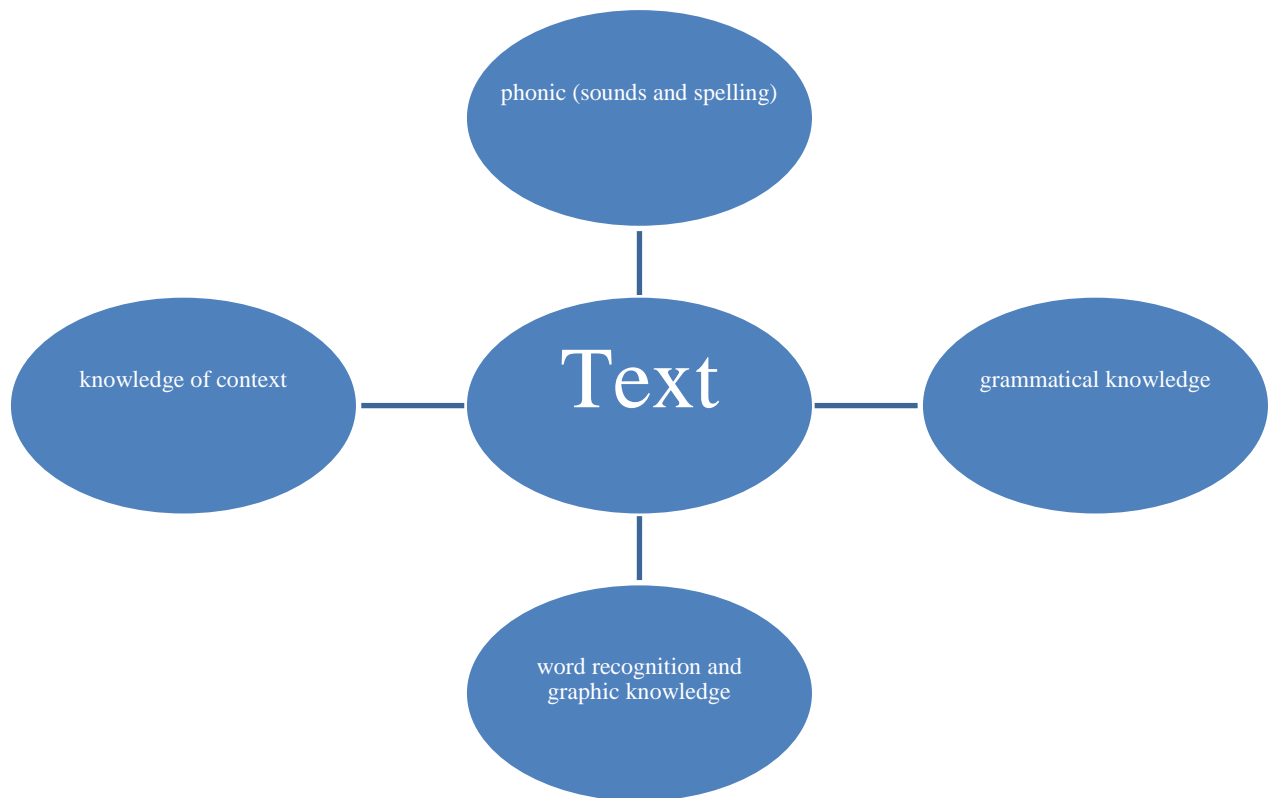 phonic (sounds and spelling)
knowledge of context
Text
grammatical knowledge
word recognition and
graphic knowledge